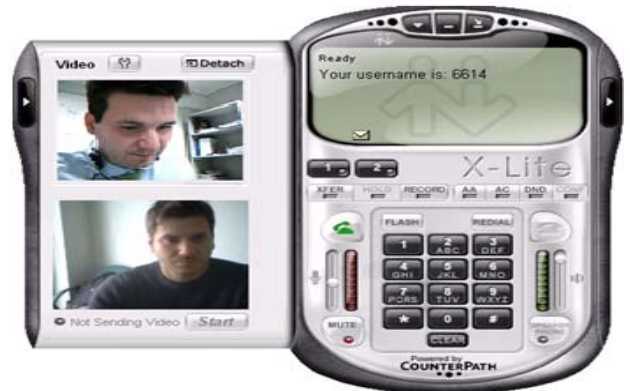 Video
Detach
Not Sending Video Start
Ready
Your username is: 6614
1 2
X-Lite
XFER HOLD RECORD AA AC DND CONF
FLASH REDIAL
1 2 ABC 3 DEF
4 GHI 5 JKL 6 MNO
7 PQRS 8 TUV 9 WXYZ
* 0 #
MUTE
SPEAKER PHONE
CLEAR
Powered by
COUNTERPATH